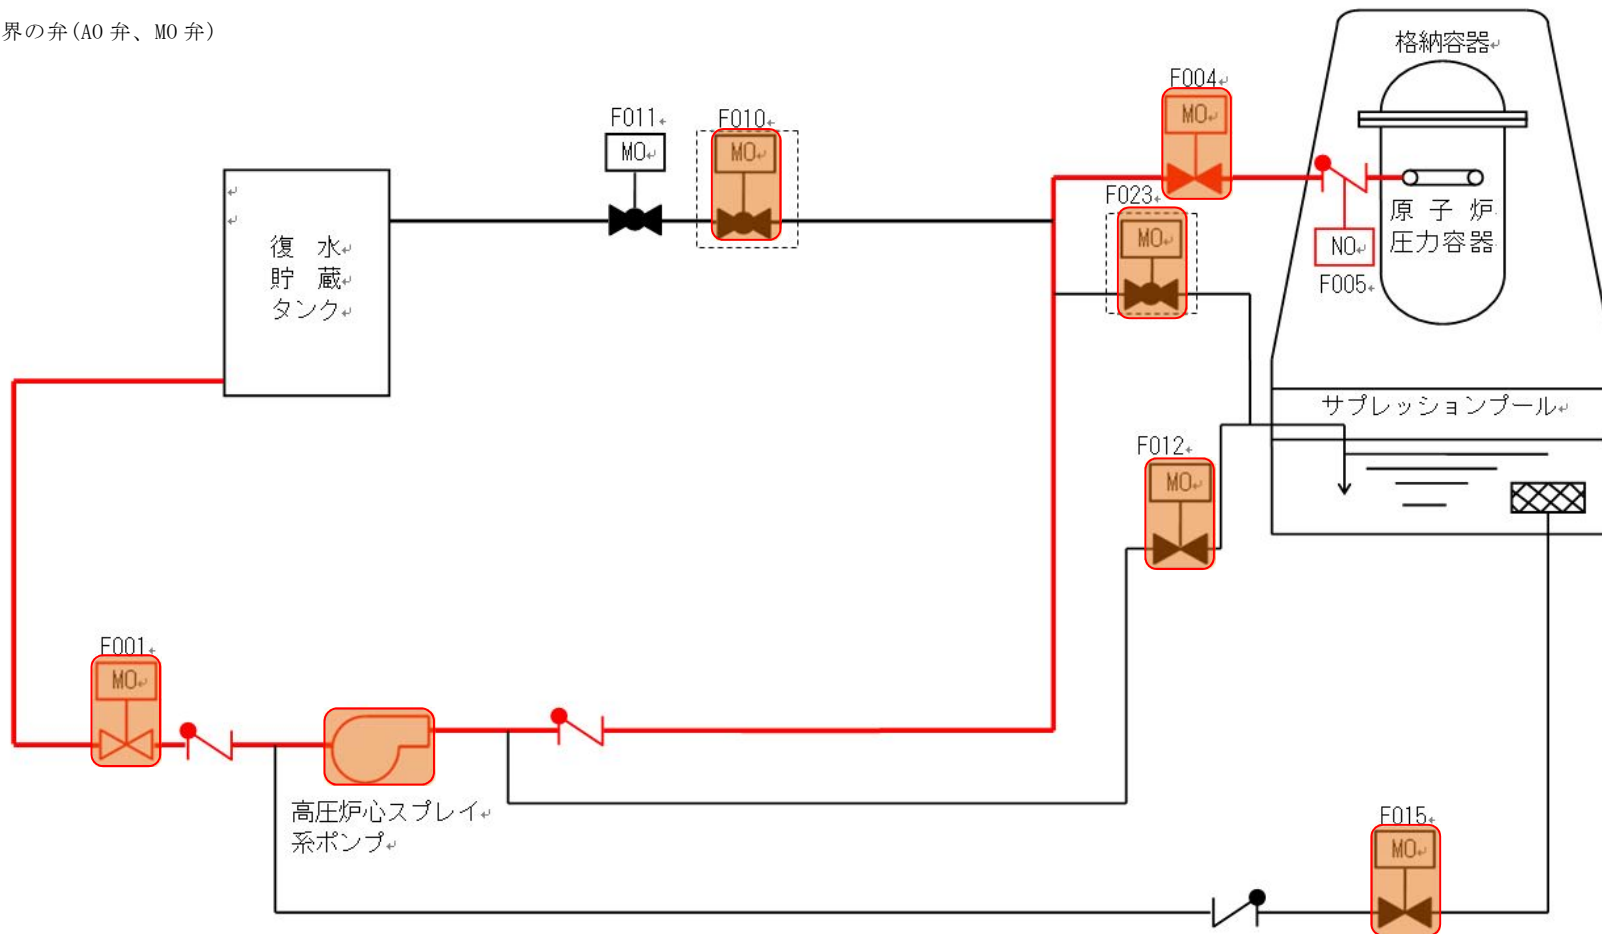 界の弁(AO弁、MO弁)
格納容器
F004
MO
F011
MO
F010
MO
F023
MO
原子炉
圧力容器
NO
F005
復水
貯蔵
タンク
サプレッションプール
F012
MO
F001
MO
高圧炉心スプレイ
系ポンプ
F015
MO